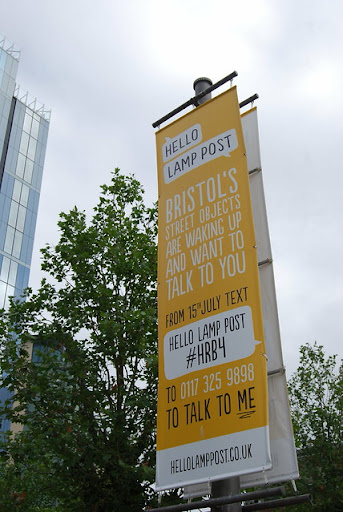 HELLO
LAMP POST
BRISTOL'S
STREET OBJECTS
ARE WAKING UP
AND WANT TO
TALK TO YOU
FROM 15TH JULY TEXT
HELLO LAMP POST
#HRB4
TO 0117 325 9898
TO TALK TO ME
HELLOLAMPPOST.CO.UK